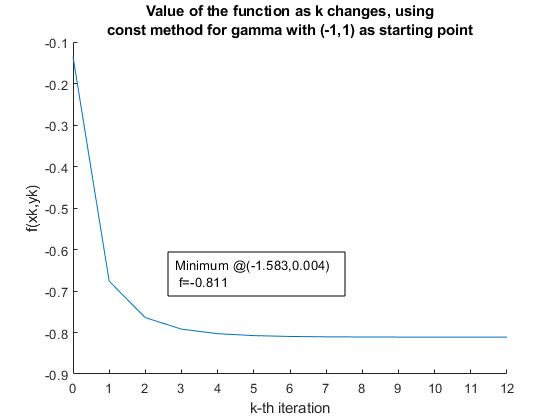 Value of the function as k changes, using
const method for gamma with (-1,1) as starting point
-0.1
-0.2
-0.3
-0.4
-0.5
-0.6
-0.7
-0.8
-0.9
f(xk,yk)
Minimum @(-1.583,0.004)
f=-0.811
0 1 2 3 4 5 6 7 8 9 10 11 12
k-th iteration